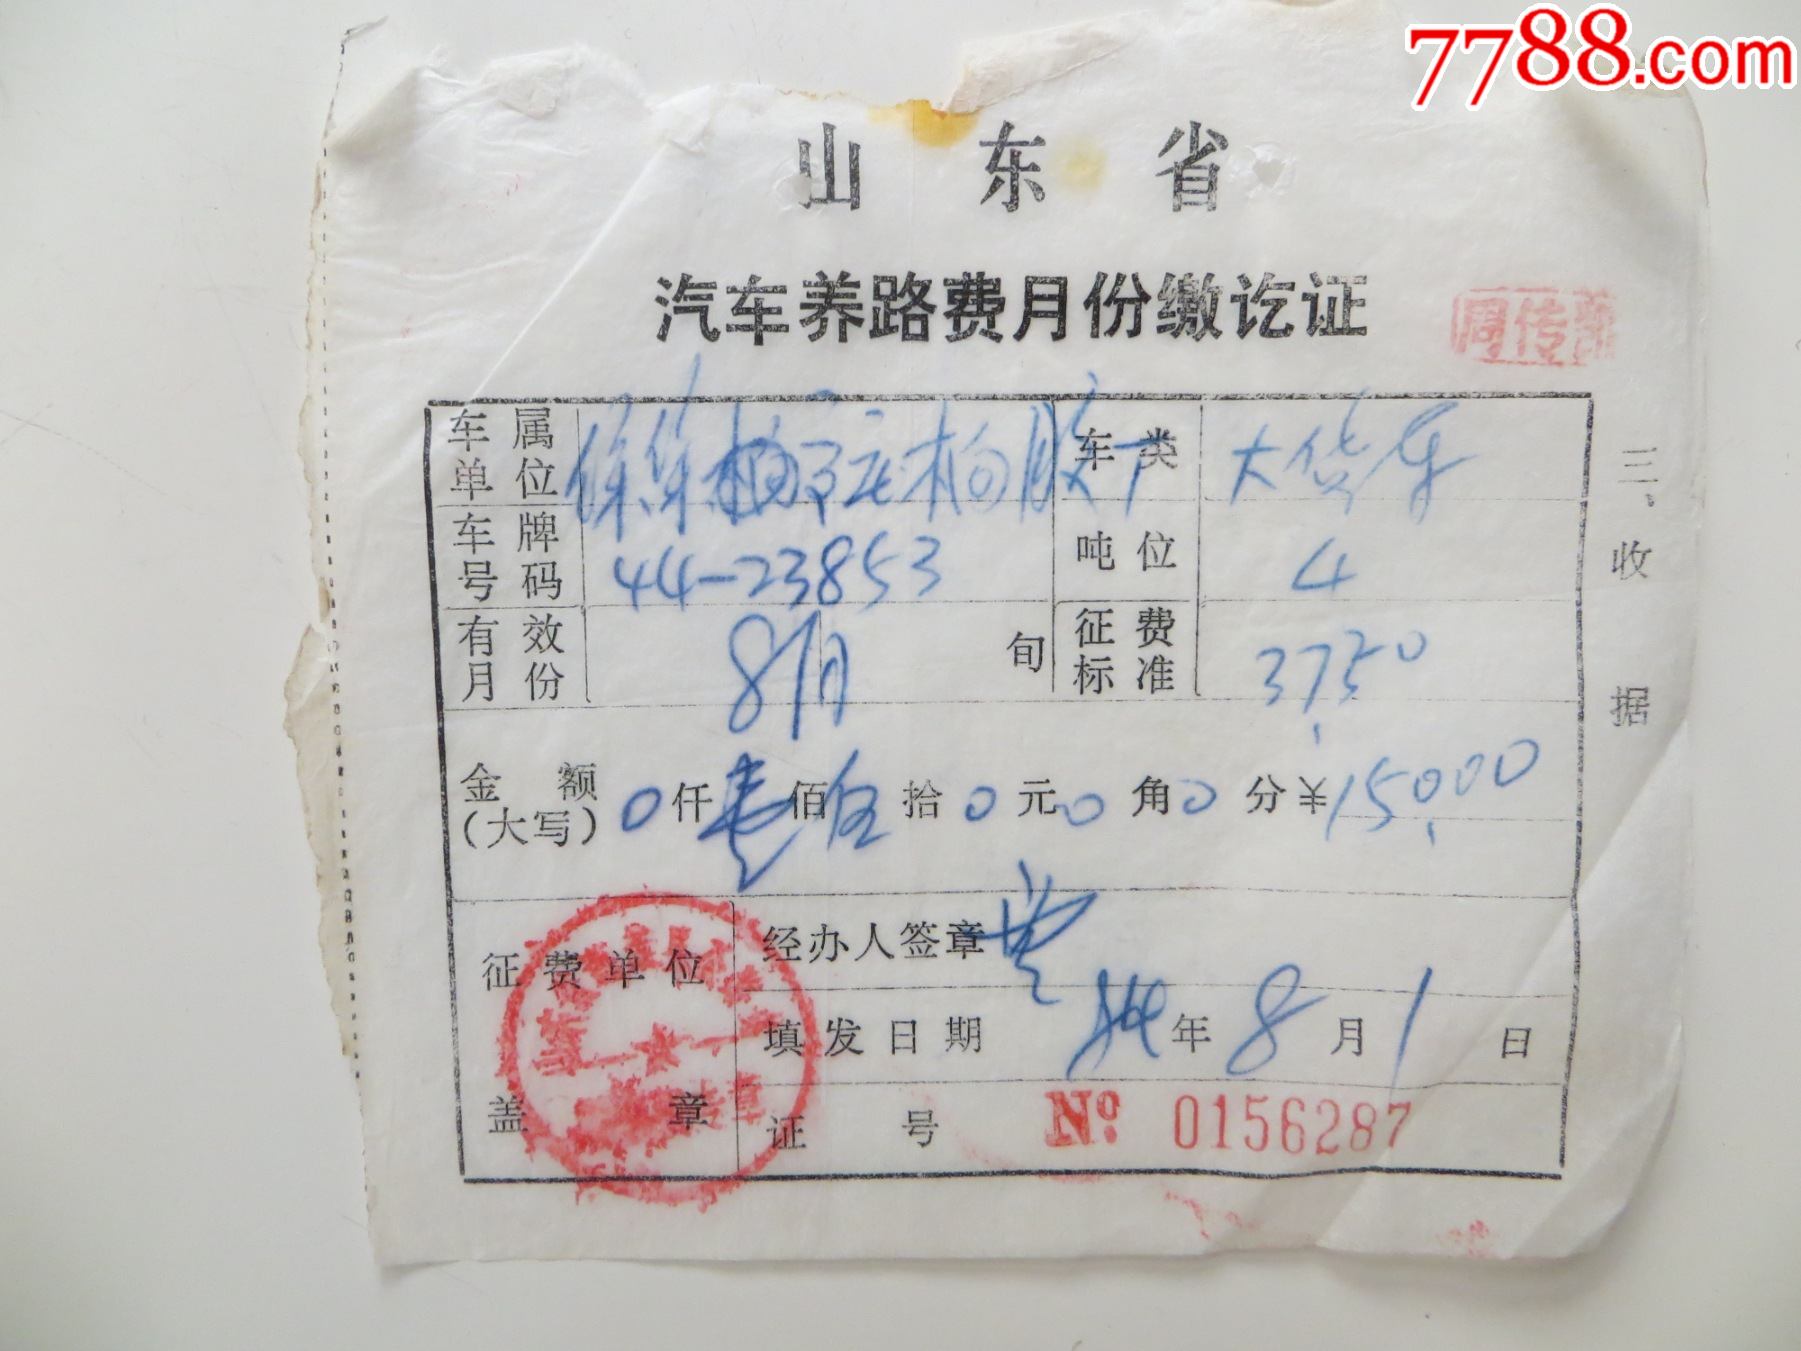 7788.com
山东省
汽车养路费月份缴讫证
车属单位 车类 大货车
车牌号码 44-23853 吨位 4
有效月份 8月 旬 征费标准 37.50
金额(大写) 0仟壹佰伍拾0元0角0分 ¥150.00
征费单位盖章
经办人签章
填发日期 84年8月1日
证号 № 0156287
三、收据